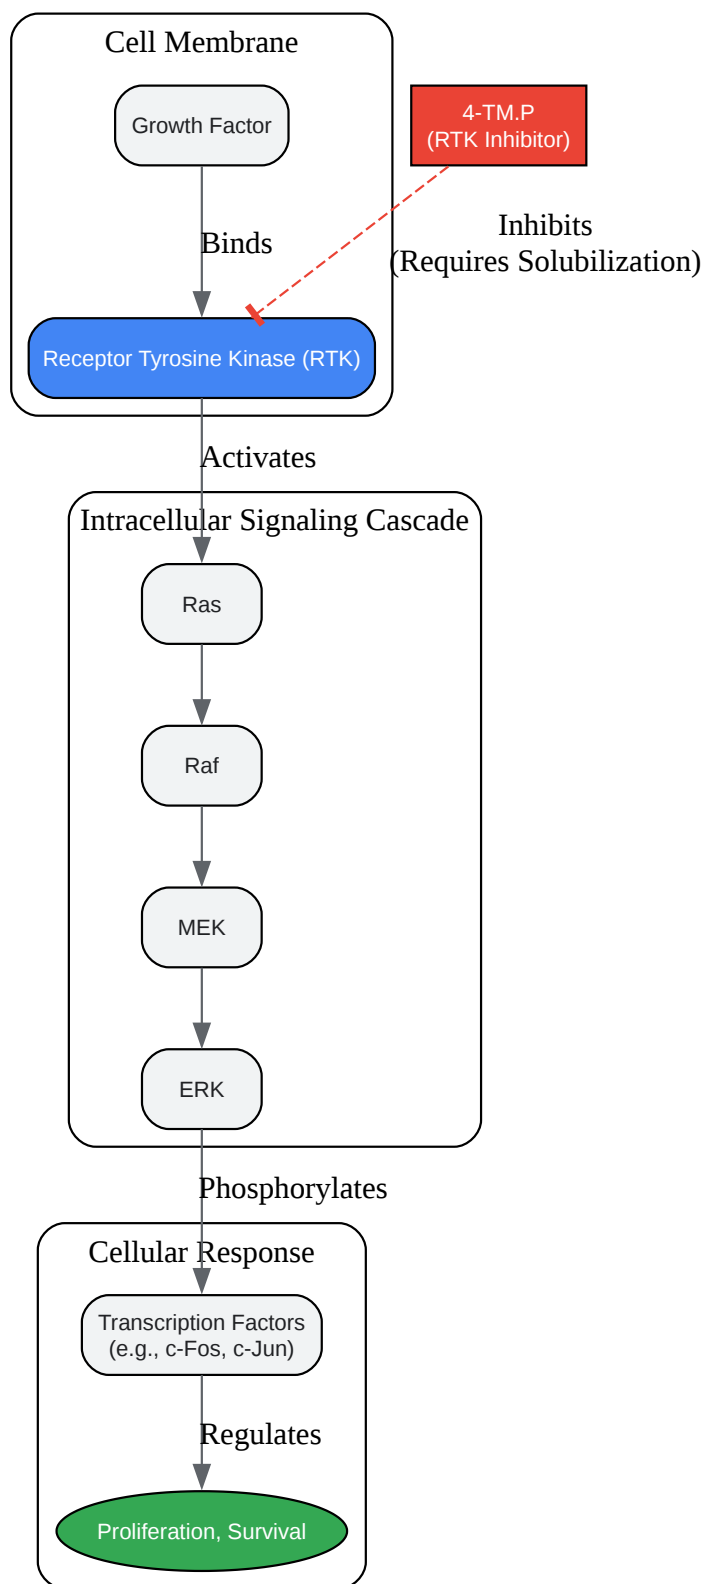 Cell Membrane
Growth Factor
4-TM.P
(RTK Inhibitor)
Binds
Inhibits
(Requires Solubilization)
Receptor Tyrosine Kinase (RTK)
Activates
Intracellular Signaling Cascade
Ras
Raf
MEK
ERK
Phosphorylates
Cellular Response
Transcription Factors
(e.g., c-Fos, c-Jun)
Regulates
Proliferation, Survival